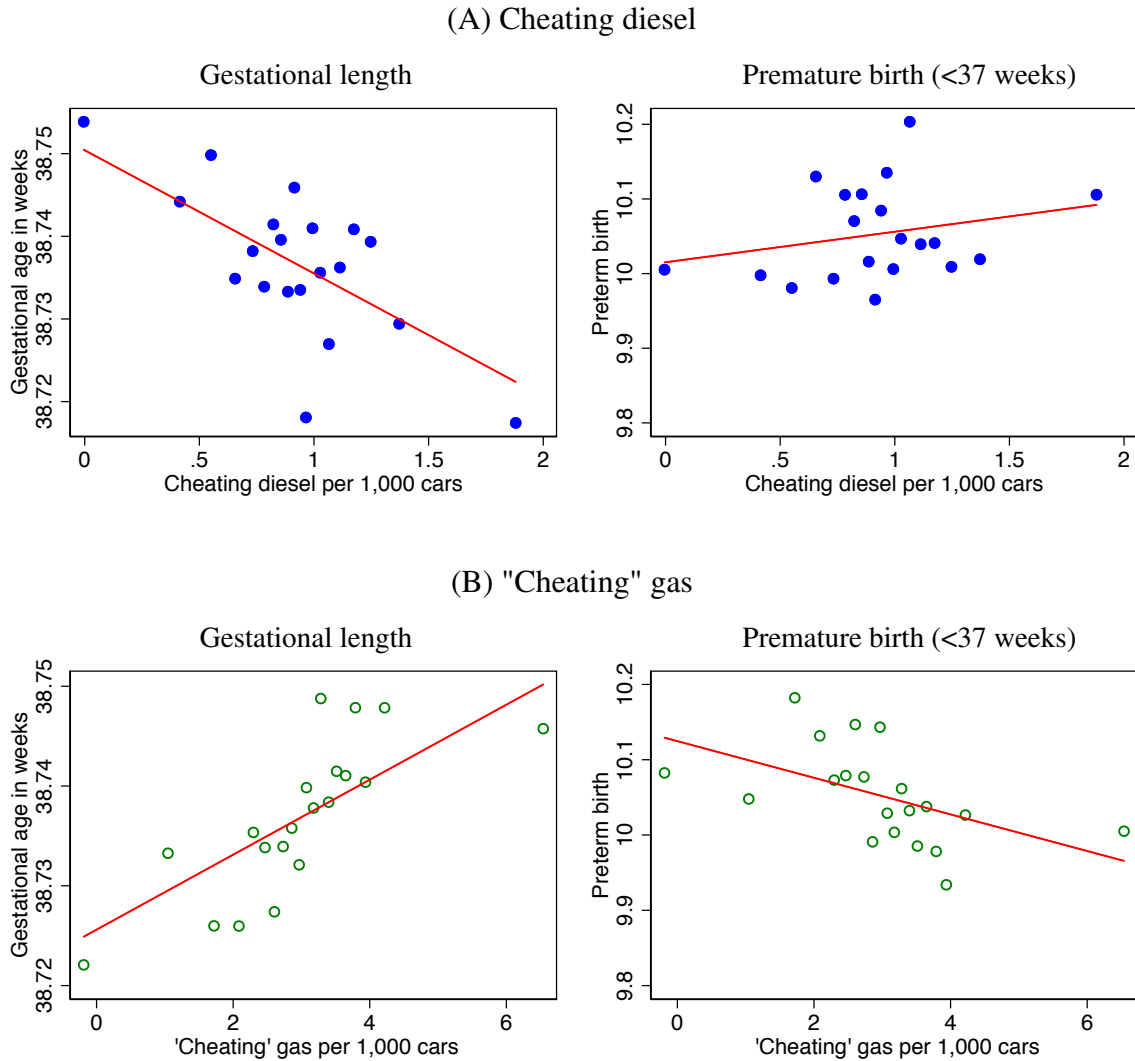 (A) Cheating diesel
Gestational length
Premature birth (<37 weeks)
Gestational age in weeks
38.72 38.73 38.74 38.75
0 .5 1 1.5 2
Cheating diesel per 1,000 cars
Preterm birth
9.8 9.9 10 10.1 10.2
0 .5 1 1.5 2
Cheating diesel per 1,000 cars
(B) "Cheating" gas
Gestational length
Premature birth (<37 weeks)
Gestational age in weeks
38.72 38.73 38.74 38.75
0 2 4 6
'Cheating' gas per 1,000 cars
Preterm birth
9.8 9.9 10 10.1 10.2
0 2 4 6
'Cheating' gas per 1,000 cars